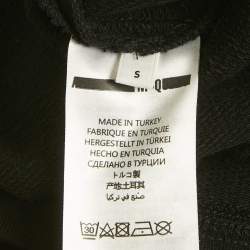 S
MADE IN TURKEY
FABRIQUE EN TURQUIE
HERGESTELLT IN TÜRKEI
HECHO EN TURQUIA
СДЕЛАНО В ТУРЦИИ
トルコ製
产地土耳其
صنع في تركيا
30